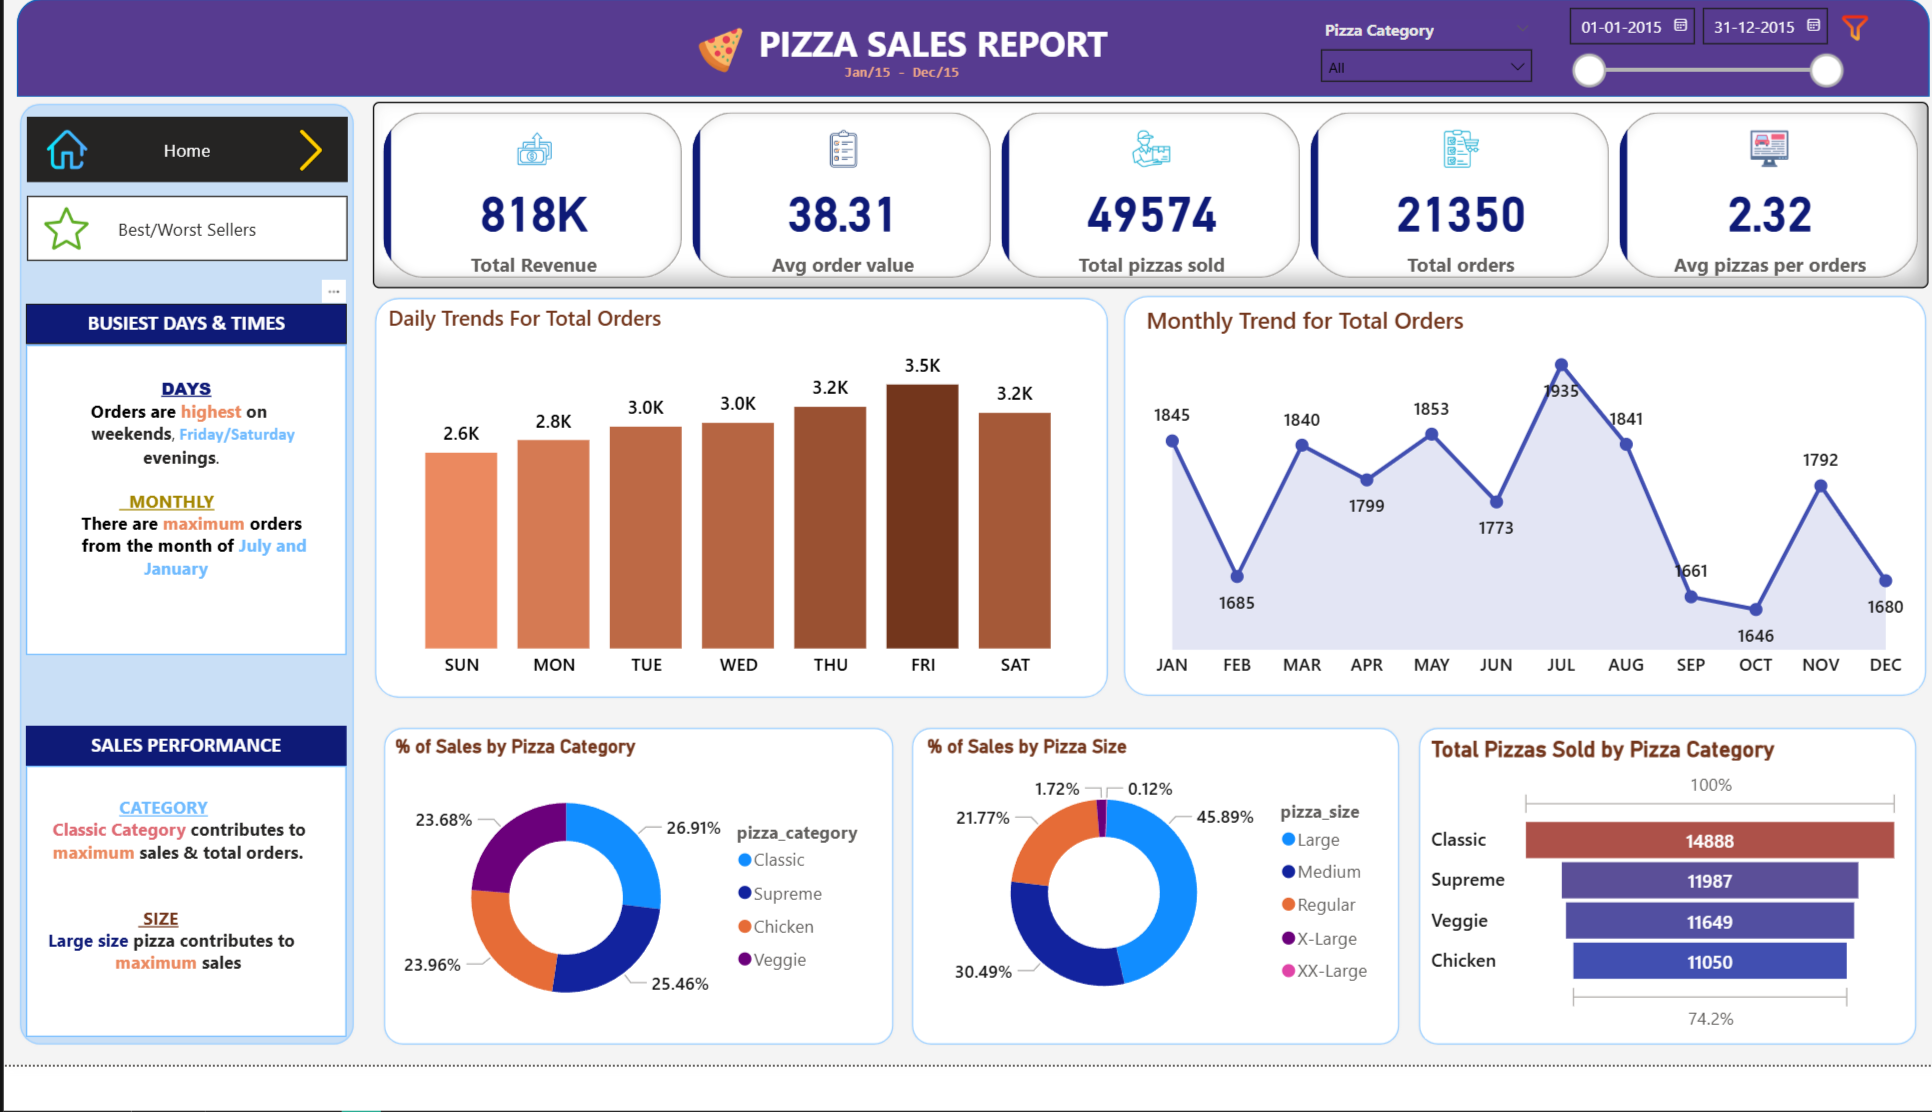 PIZZA SALES REPORT
Jan/15 - Dec/15
Pizza Category
All
01-01-2015
31-12-2015
Home
Best/Worst Sellers
...
BUSIEST DAYS & TIMES
DAYS
Orders are highest on
weekends, Friday/Saturday
evenings.
MONTHLY
There are maximum orders
from the month of July and
January
SALES PERFORMANCE
CATEGORY
Classic Category contributes to
maximum sales & total orders.
SIZE
Large size pizza contributes to
maximum sales
818K
Total Revenue
38.31
Avg order value
49574
Total pizzas sold
21350
Total orders
2.32
Avg pizzas per orders
Daily Trends For Total Orders
2.6K
2.8K
3.0K
3.0K
3.2K
3.5K
3.2K
SUN MON TUE WED THU FRI SAT
Monthly Trend for Total Orders
1845
1685
1840
1799
1853
1773
1935
1841
1661
1646
1792
1680
JAN FEB MAR APR MAY JUN JUL AUG SEP OCT NOV DEC
% of Sales by Pizza Category
26.91%
25.46%
23.96%
23.68%
pizza_category
Classic
Supreme
Chicken
Veggie
% of Sales by Pizza Size
1.72%
0.12%
45.89%
30.49%
21.77%
pizza_size
Large
Medium
Regular
X-Large
XX-Large
Total Pizzas Sold by Pizza Category
100%
Classic 14888
Supreme 11987
Veggie 11649
Chicken 11050
74.2%